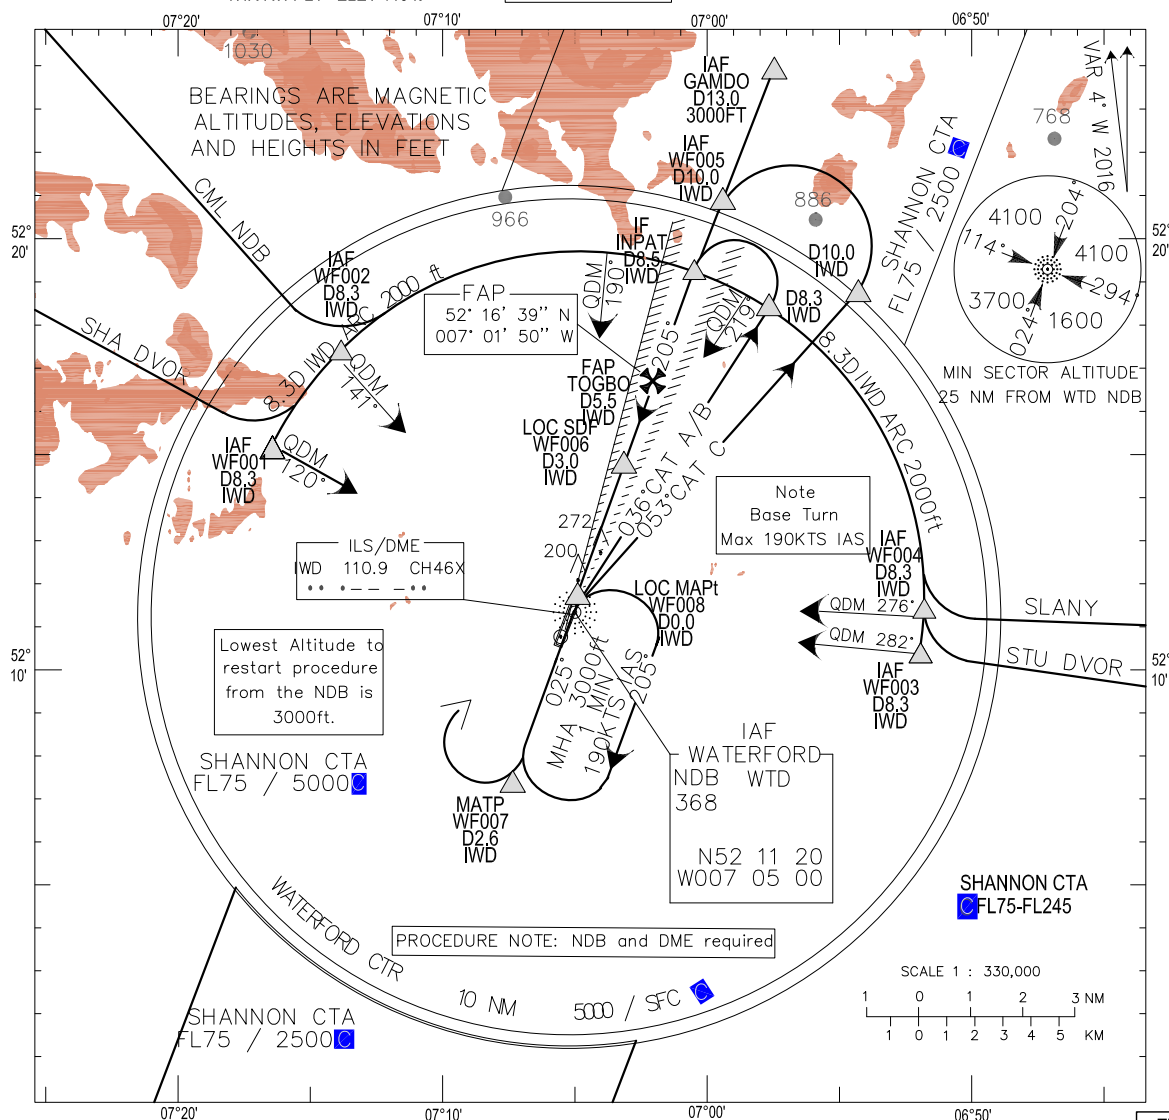 07°20'
07°10'
07°00'
06°50'
1030
BEARINGS ARE MAGNETIC
ALTITUDES, ELEVATIONS
AND HEIGHTS IN FEET
966
IAF
GAMDO
D13.0
3000FT
IAF
WF005
D10.0
IWD
886
768
VAR 4° W 2016
SHANNON CTA
FL75 / 2500 C
4100
204°
114°
4100
294°
3700
024°
1600
MIN SECTOR ALTITUDE
25 NM FROM WTD NDB
52°
20'
52°
20'
CML NDB
SHA DVOR
IAF
WF002
D8.3
IWD
8.3D IWD ARC 2000 ft
QDM
141°
IAF
WF001
D8.3
IWD
QDM
120°
FAP
52° 16' 39'' N
007° 01' 50'' W
QDM
190°
IF
INPAT
D8.5
IWD
D10.0
IWD
D8.3
IWD
QDM
219°
205°
FAP
TOGBO
D5.5
IWD
LOC SDF
WF006
D3.0
IWD
8.3D IWD ARC 2000ft
036°CAT A/B
053°CAT C
Note
Base Turn
Max 190KTS IAS
272
200
ILS/DME
IWD 110.9 CH46X
LOC MAPt
WF008
D0.0
IWD
IAF
WF004
D8.3
IWD
QDM 276°
QDM 282°
IAF
WF003
D8.3
IWD
SLANY
STU DVOR
52°
10'
52°
10'
Lowest Altitude to
restart procedure
from the NDB is
3000ft.
025°
MHA 3000ft
1 MIN
190KTS IAS
205°
SHANNON CTA
FL75 / 5000 C
MATP
WF007
D2.6
IWD
IAF
WATERFORD
NDB WTD
368
N52 11 20
W007 05 00
SHANNON CTA
C FL75-FL245
PROCEDURE NOTE: NDB and DME required
WATERFORD CTR
10 NM
5000 / SFC C
SHANNON CTA
FL75 / 2500 C
SCALE 1 : 330,000
1 0 1 2 3 NM
1 0 1 2 3 4 5 KM
07°20'
07°10'
07°00'
06°50'